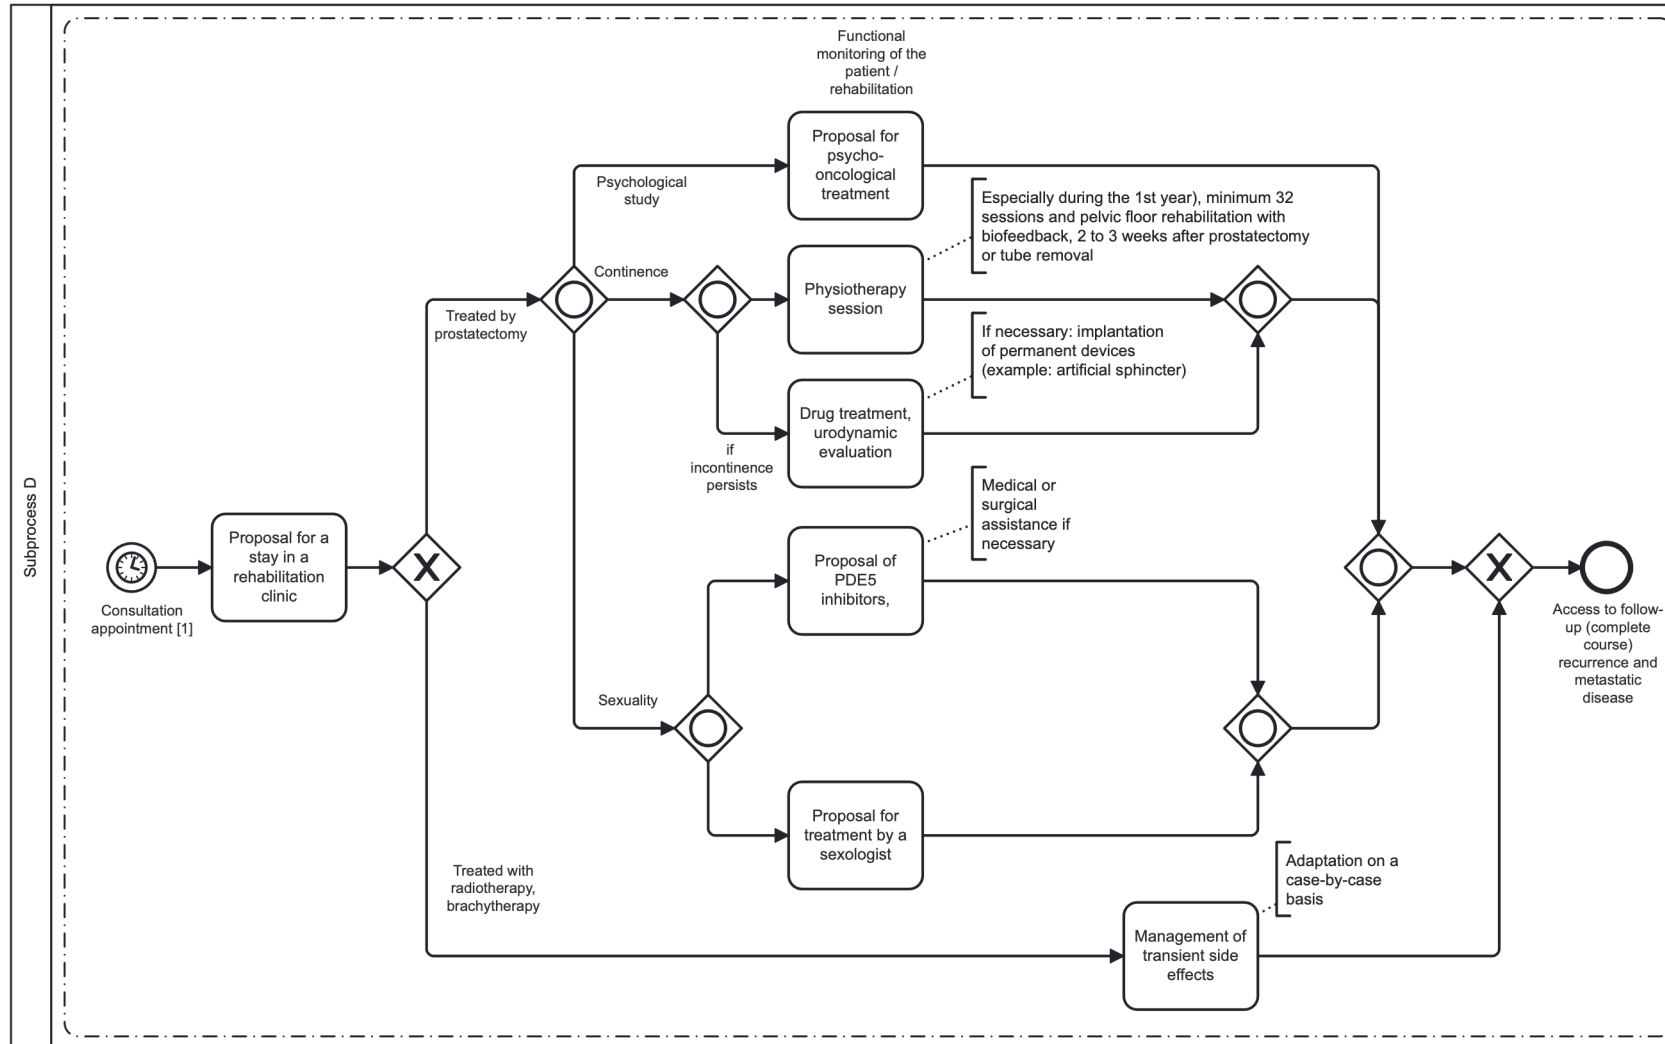 Subprocess D
Functional
monitoring of the
patient /
rehabilitation
Proposal for
psycho-
oncological
treatment
Psychological
study
Especially during the 1st year), minimum 32
sessions and pelvic floor rehabilitation with
biofeedback, 2 to 3 weeks after prostatectomy
or tube removal
Continence
Physiotherapy
session
Treated by
prostatectomy
If necessary: implantation
of permanent devices
(example: artificial sphincter)
Drug treatment,
urodynamic
evaluation
if
incontinence
persists
Medical or
surgical
assistance if
necessary
Proposal for a
stay in a
rehabilitation
clinic
Consultation
appointment [1]
X
Proposal of
PDE5
inhibitors,
X
Access to follow-
up (complete
course)
recurrence and
metastatic
disease
Sexuality
Proposal for
treatment by a
sexologist
Treated with
radiotherapy,
brachytherapy
Adaptation on a
case-by-case
basis
Management of
transient side
effects